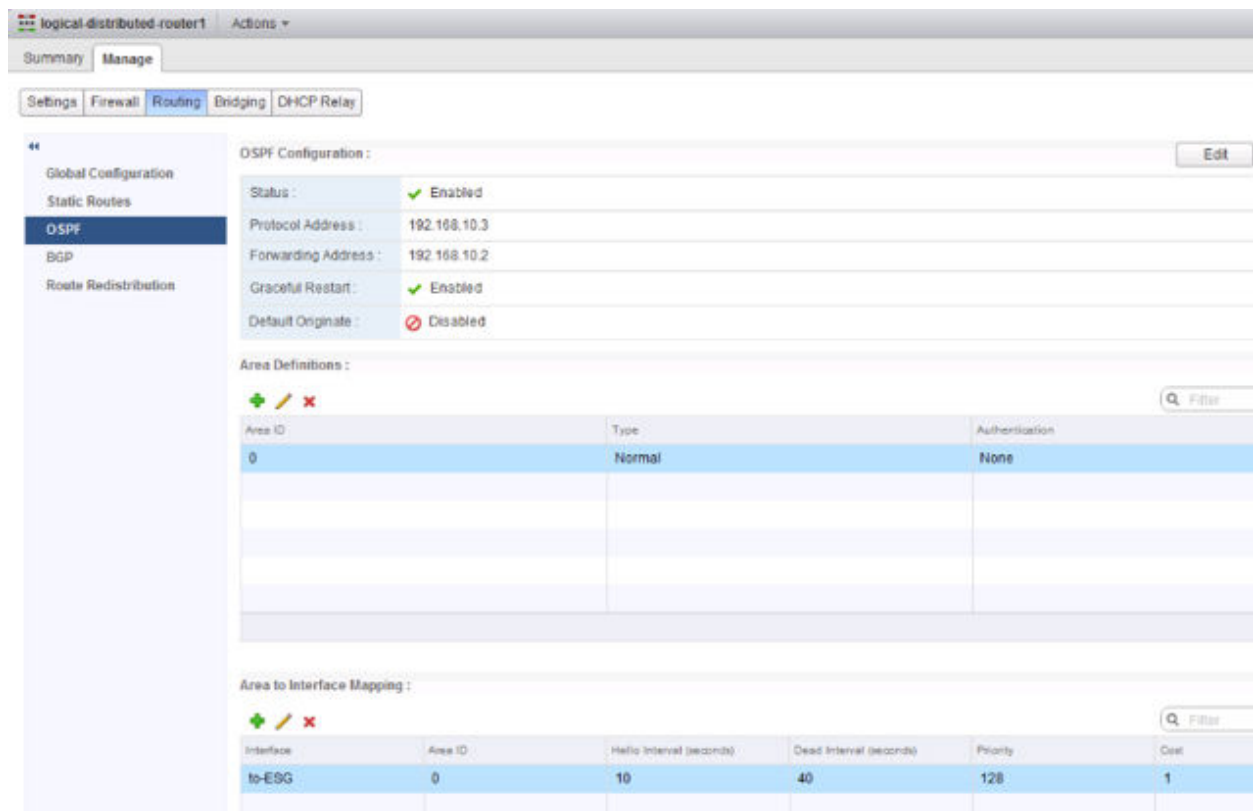 logical-distributed-router1 Actions
Summary Manage
Settings Firewall Routing Bridging DHCP Relay
Global Configuration
Static Routes
OSPF
BGP
Route Redistribution
OSPF Configuration :
Edit
Status : Enabled
Protocol Address : 192.168.10.3
Forwarding Address : 192.168.10.2
Graceful Restart : Enabled
Default Originate : Disabled
Area Definitions :
Filter
Area ID Type Authentication
0 Normal None
Area to Interface Mapping :
Filter
Interface Area ID Hello Interval (seconds) Dead Interval (seconds) Priority Cost
to-ESG 0 10 40 128 1